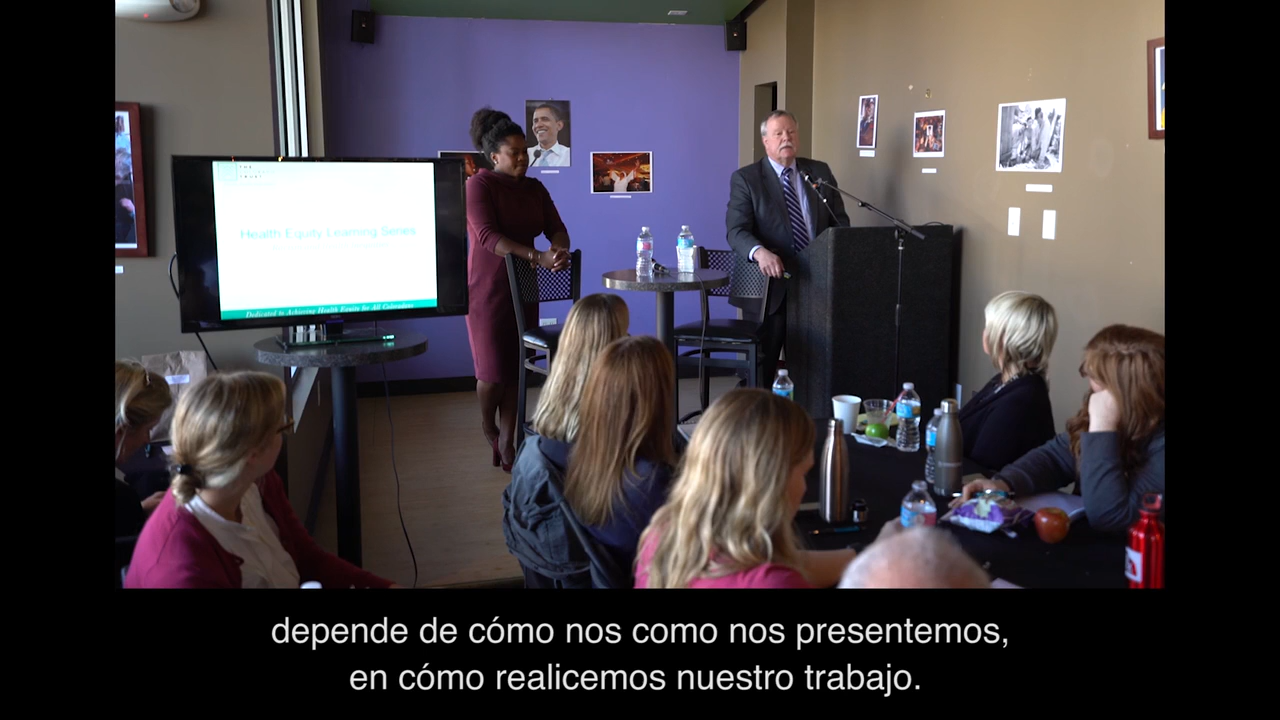 Health Equity Learning Series
Dedicated to Achieving Health Equity for All Coloradans
depende de cómo nos como nos presentemos,
en cómo realicemos nuestro trabajo.